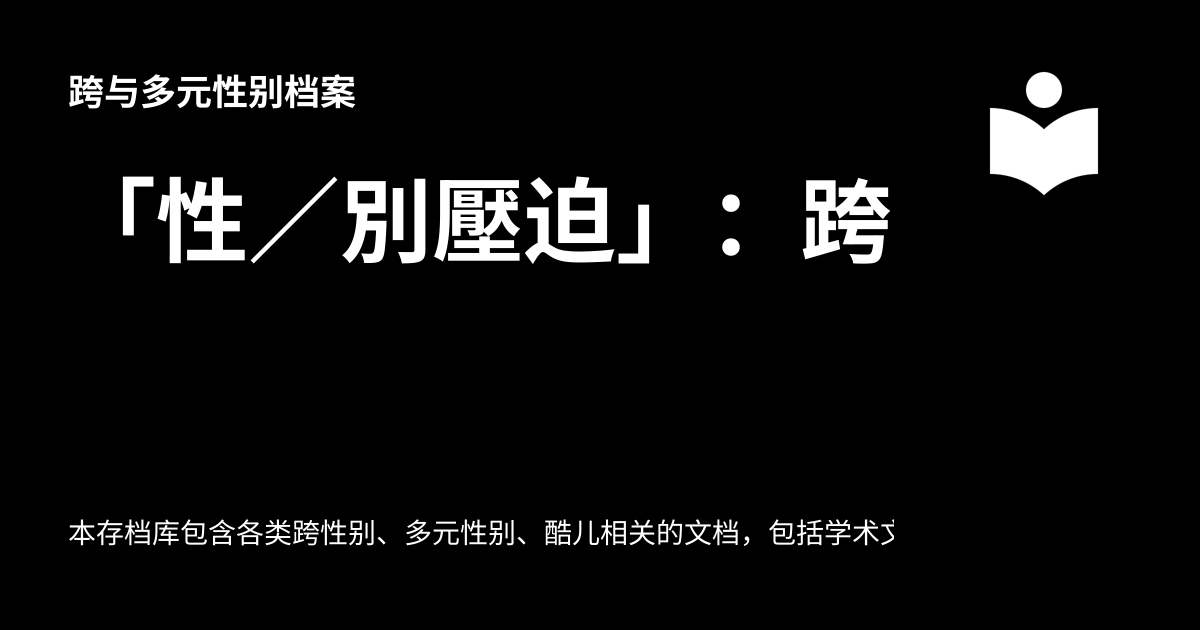 跨与多元性别档案
「性／別壓迫」：跨
本存档库包含各类跨性别、多元性别、酷儿相关的文档，包括学术